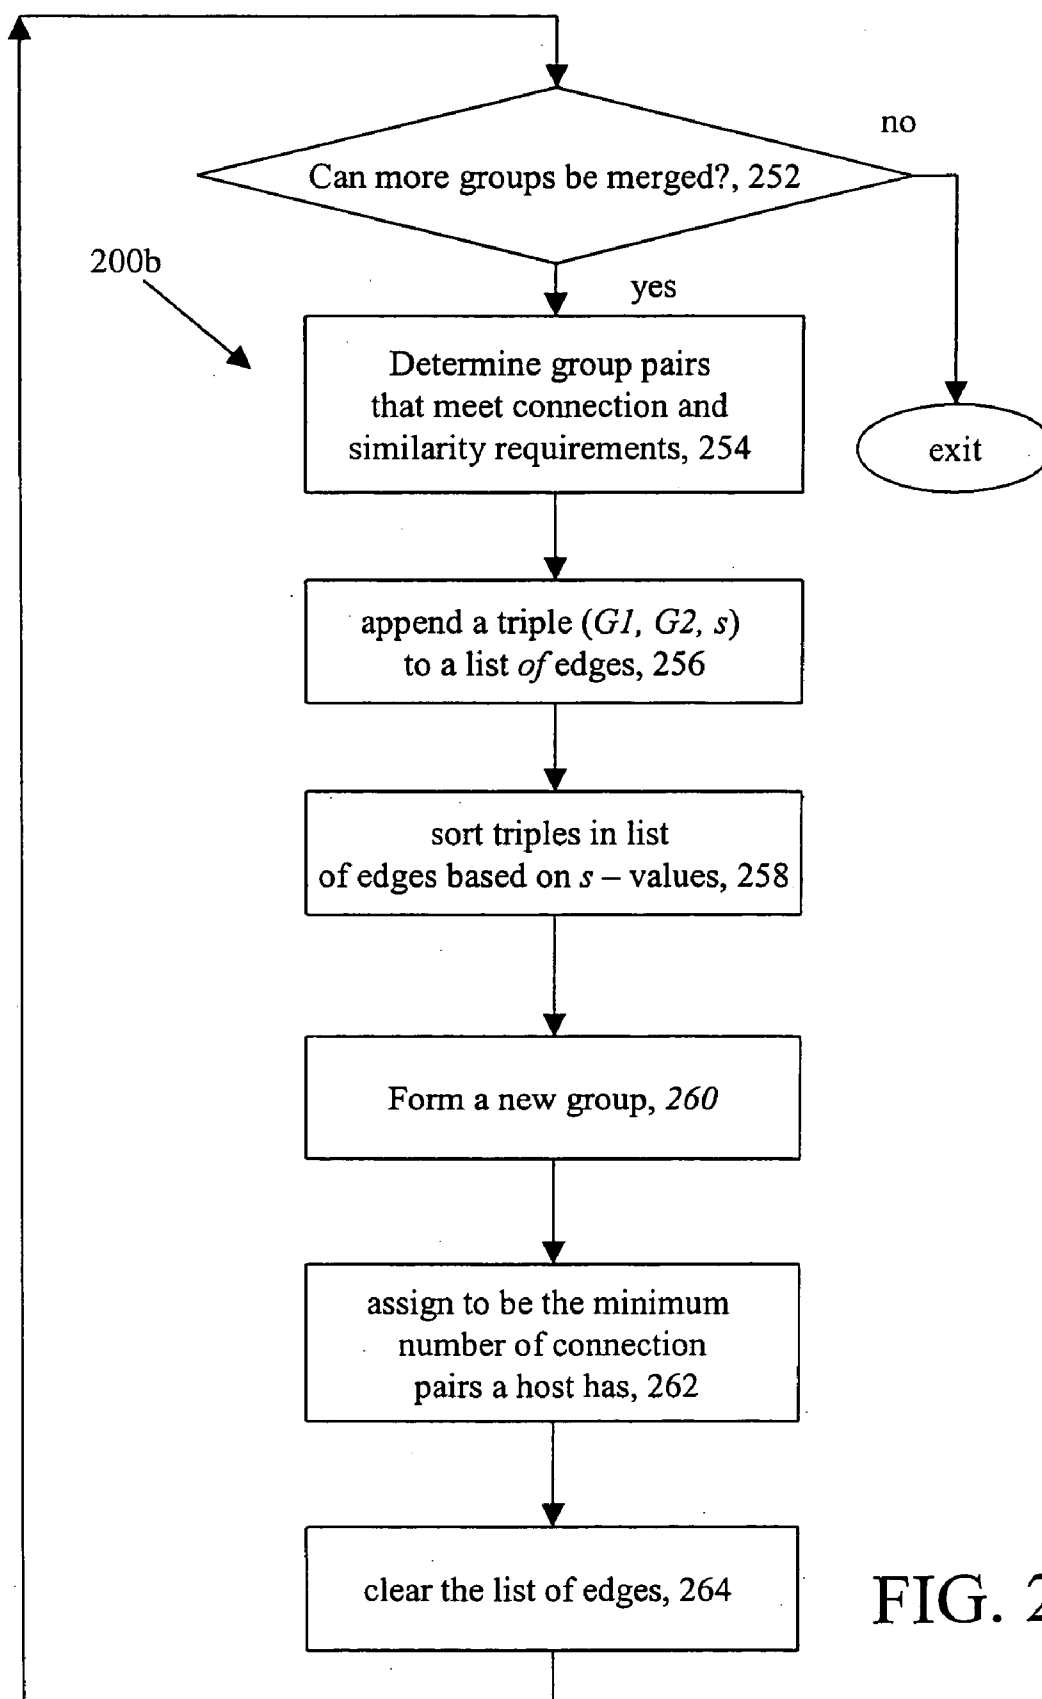 no
Can more groups be merged?, 252
200b
yes
Determine group pairs
that meet connection and
similarity requirements, 254
exit
append a triple (G1, G2, s)
to a list of edges, 256
sort triples in list
of edges based on s – values, 258
Form a new group, 260
assign to be the minimum
number of connection
pairs a host has, 262
clear the list of edges, 264
FIG. 2